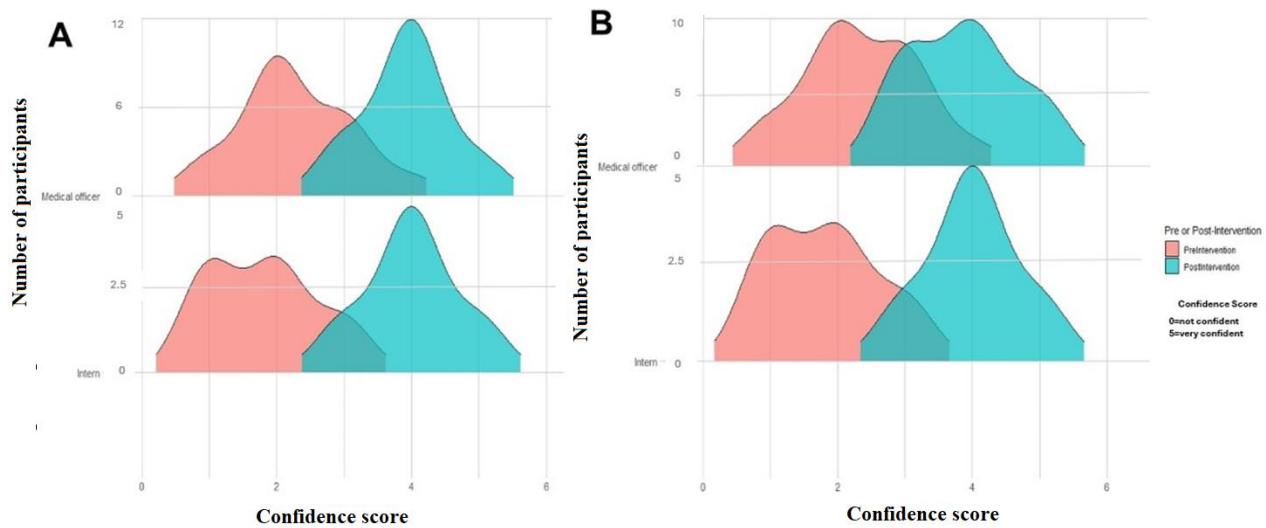 A
Number of participants
12
6
0
Medical officer
5
2.5
0
Intern
0
2
4
6
Confidence score
B
Number of participants
10
5
0
Medical officer
5
2.5
0
Intern
0
2
4
6
Confidence score
Pre or Post-Intervention
PreIntervention
PostIntervention
Confidence Score
0=not confident
5=very confident